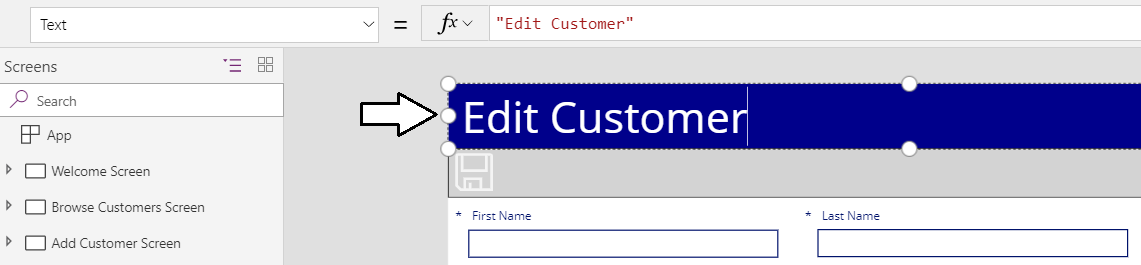 Text = fx "Edit Customer"
Screens
Search
App
Welcome Screen
Browse Customers Screen
Add Customer Screen
Edit Customer
* First Name * Last Name